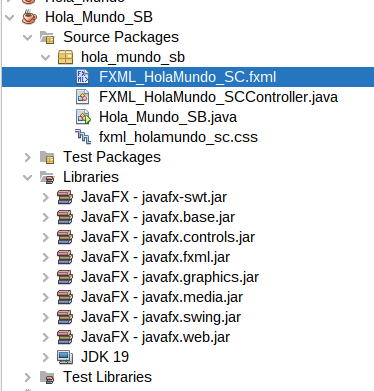 Hola_Mundo
Hola_Mundo_SB
Source Packages
hola_mundo_sb
FXML_HolaMundo_SC.fxml
FXML_HolaMundo_SCController.java
Hola_Mundo_SB.java
fxml_holamundo_sc.css
Test Packages
Libraries
JavaFX - javafx-swt.jar
JavaFX - javafx.base.jar
JavaFX - javafx.controls.jar
JavaFX - javafx.fxml.jar
JavaFX - javafx.graphics.jar
JavaFX - javafx.media.jar
JavaFX - javafx.swing.jar
JavaFX - javafx.web.jar
JDK 19
Test Libraries